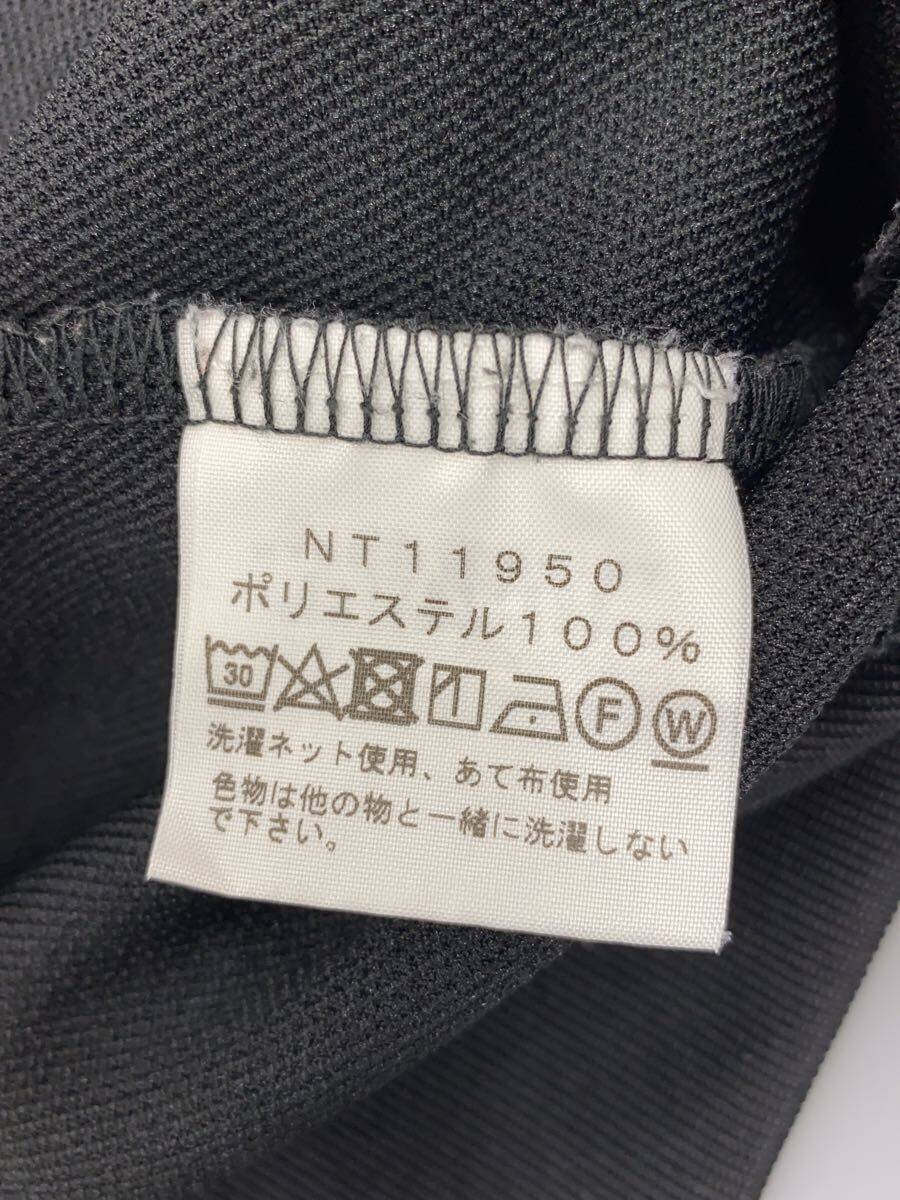 NT11950
ポリエステル100%
30 F W
洗濯ネット使用、あて布使用
色物は他の物と一緒に洗濯しない
で下さい。